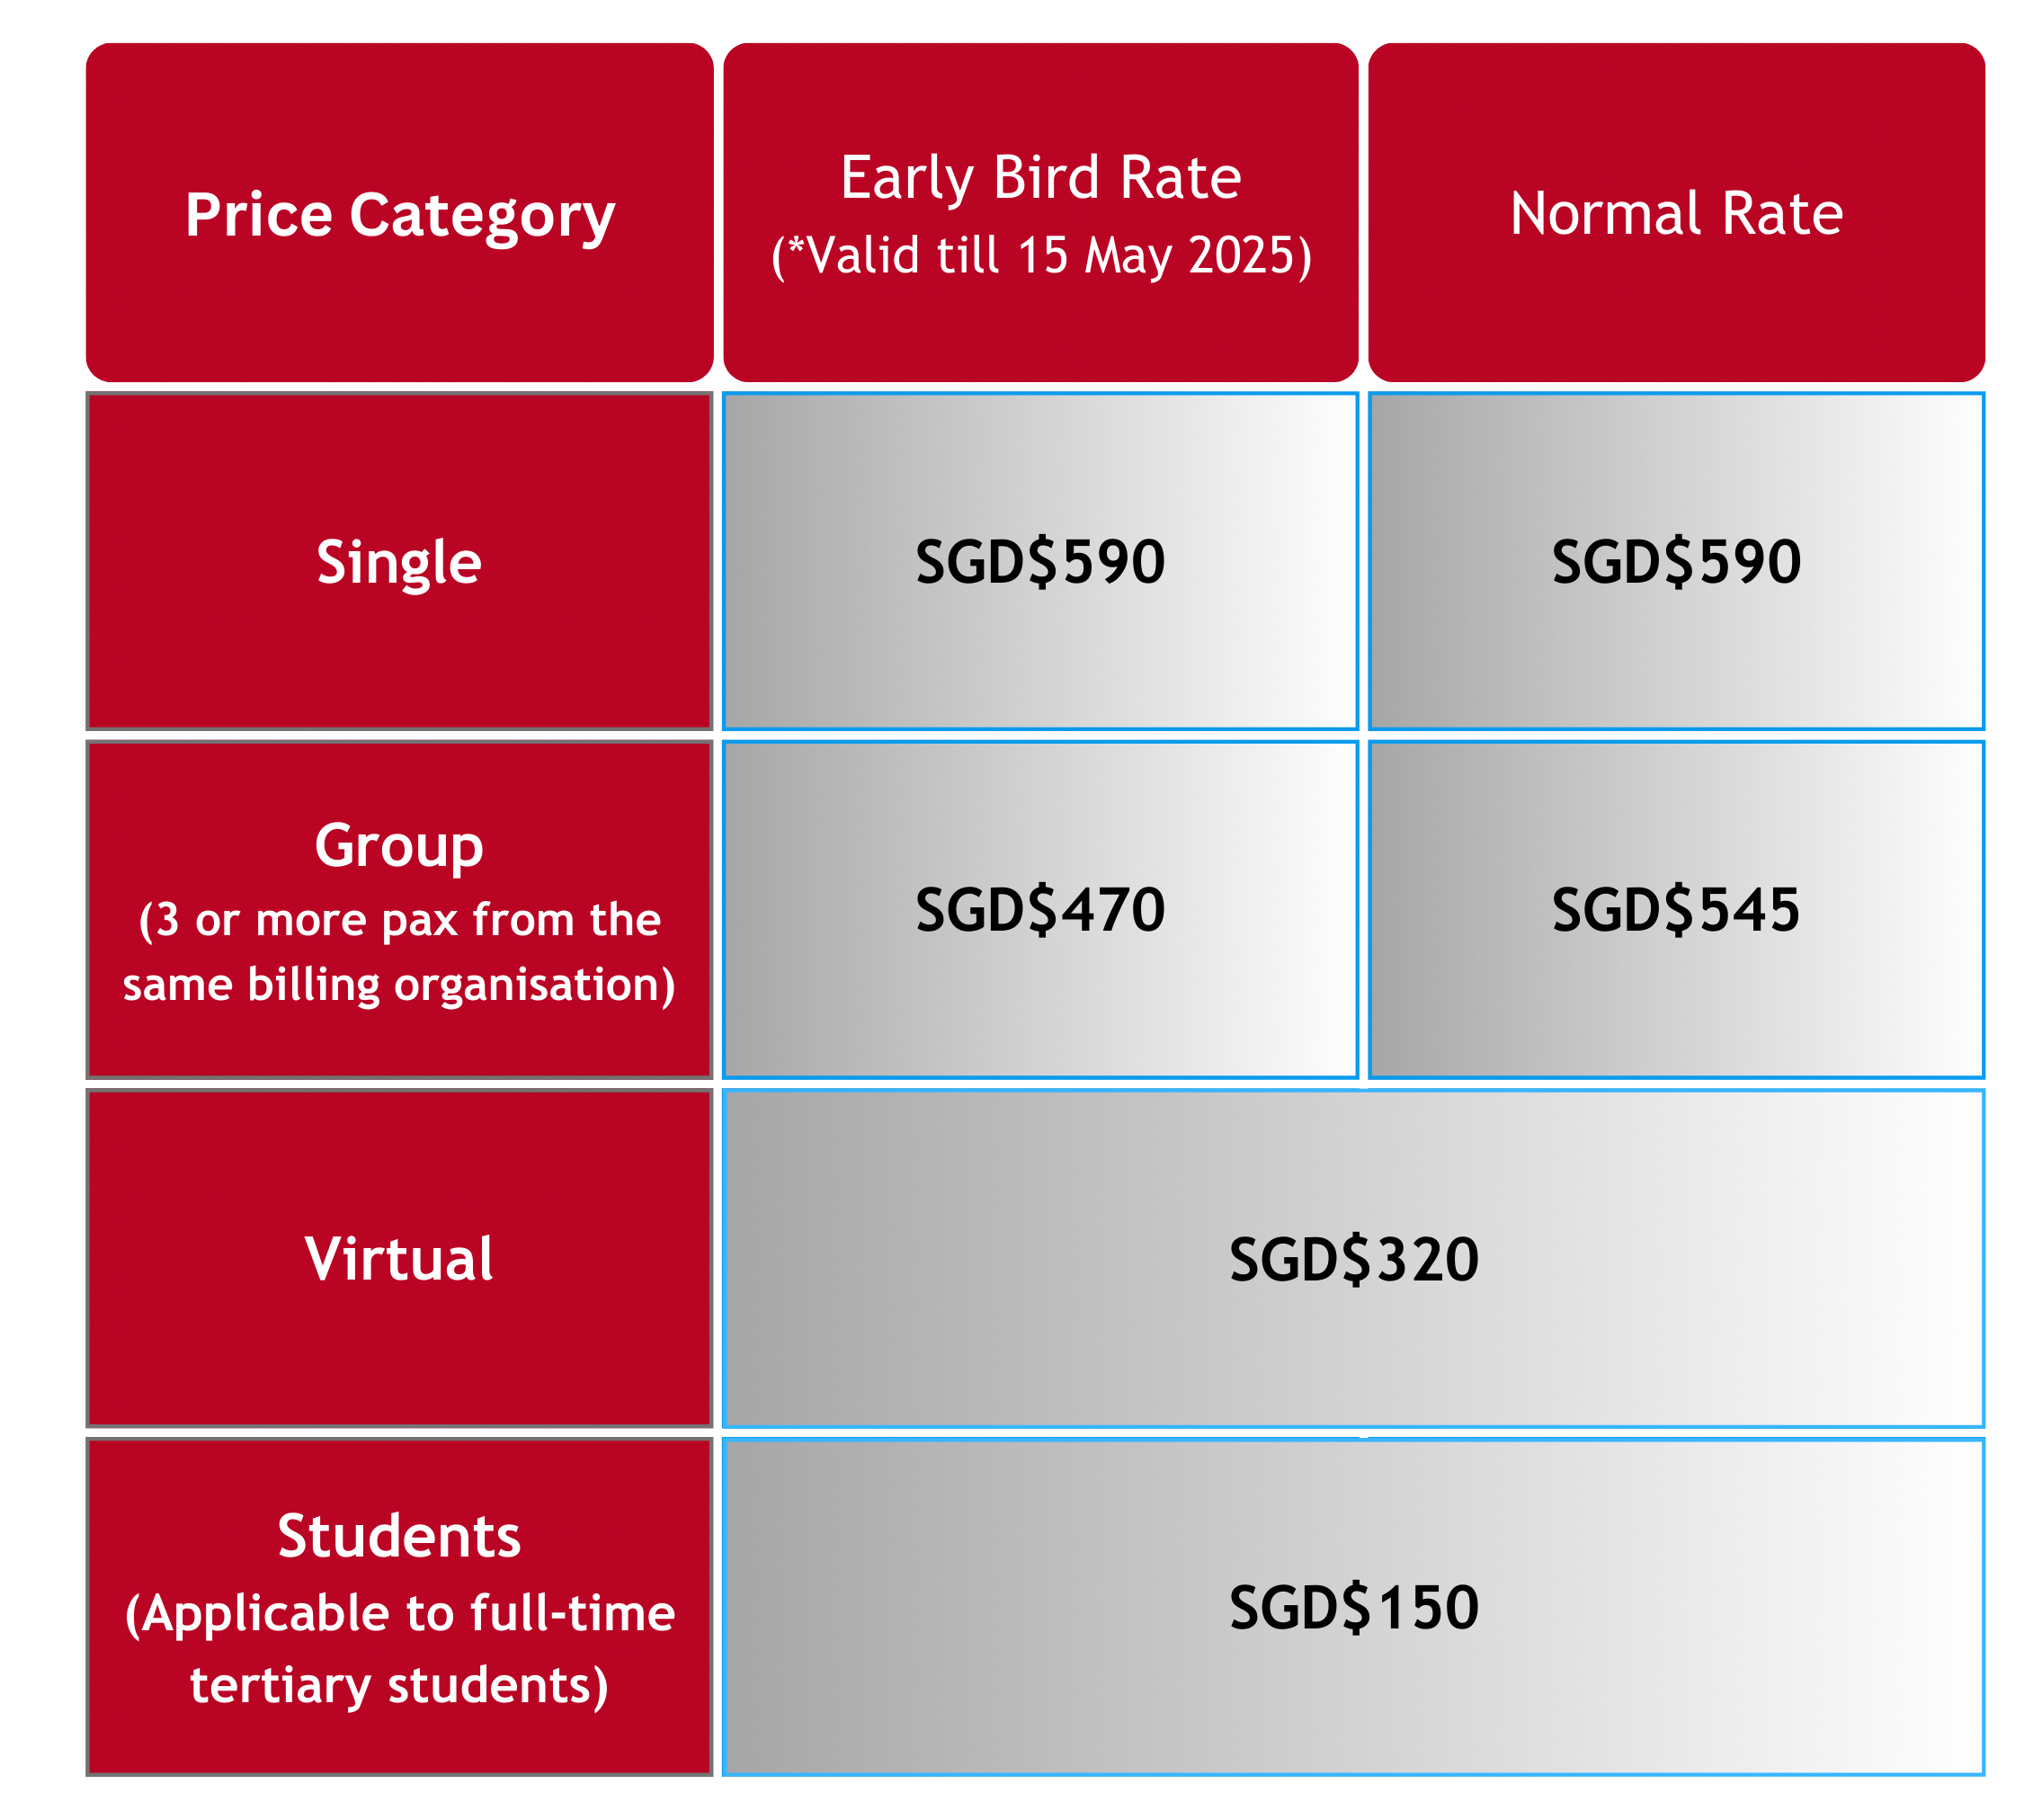 Price Category
Early Bird Rate
(*Valid till 15 May 2025)
Normal Rate
Single
SGD$590
SGD$590
Group
(3 or more pax from the
same billing organisation)
SGD$470
SGD$545
Virtual
SGD$320
Students
(Applicable to full-time
tertiary students)
SGD$150